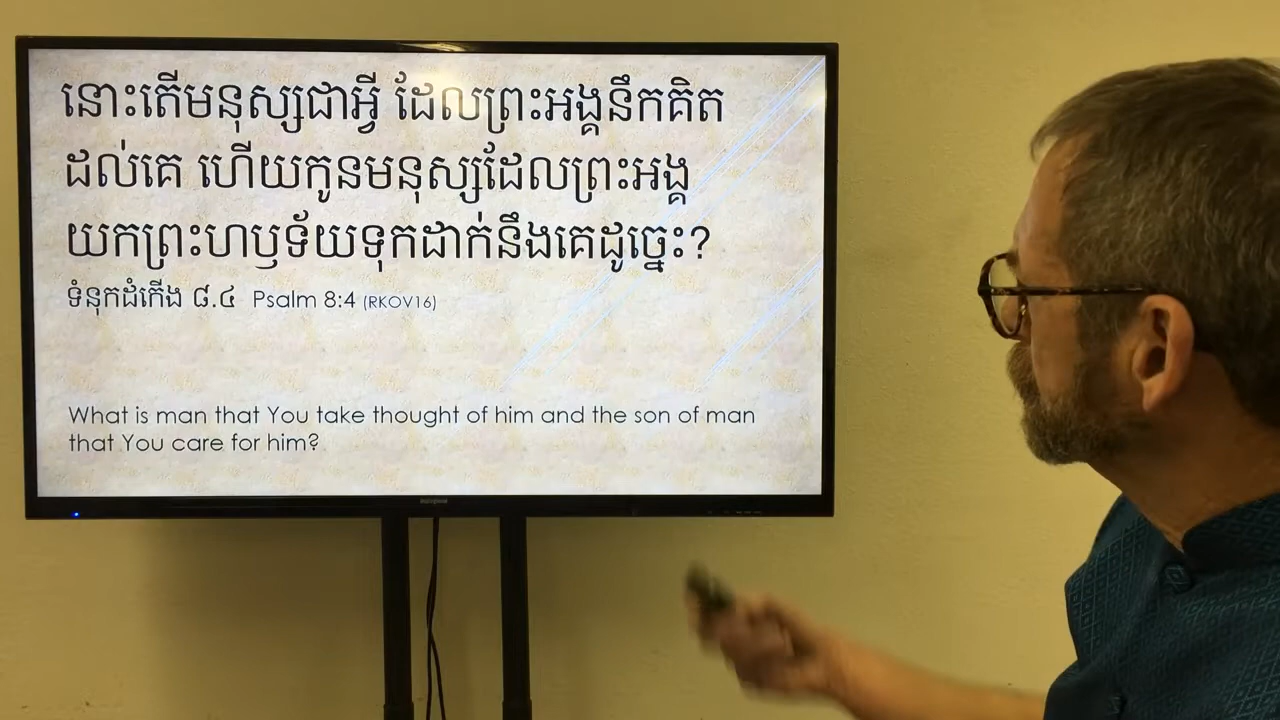 នោះតើមនុស្សជាអ្វី ដែលព្រះអង្គនឹកគិត
ដល់គេ ហើយកូនមនុស្សដែលព្រះអង្គ
យកព្រះហឫទ័យទុកដាក់នឹងគេដូច្នេះ?
ទំនុកដំកើង ៨.៤ Psalm 8:4 (RKOV16)
What is man that You take thought of him and the son of man
that You care for him?